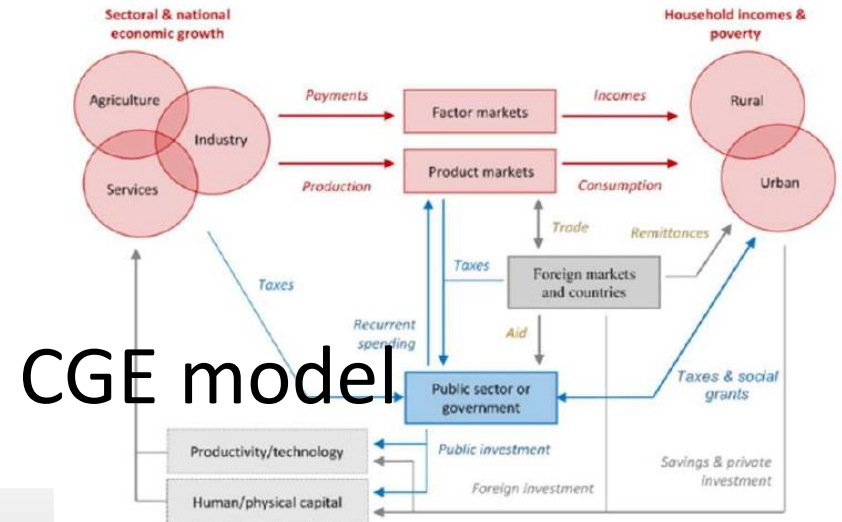 Sectoral & national
economic growth
Household incomes &
poverty
Agriculture
Industry
Services
Payments
Factor markets
Incomes
Rural
Production
Product markets
Consumption
Urban
Trade
Remittances
Taxes
Taxes
Foreign markets
and countries
Recurrent
spending
Aid
CGE model
Public sector or
government
Taxes & social
grants
Productivity/technology
Public investment
Savings & private
investment
Human/physical capital
Foreign investment